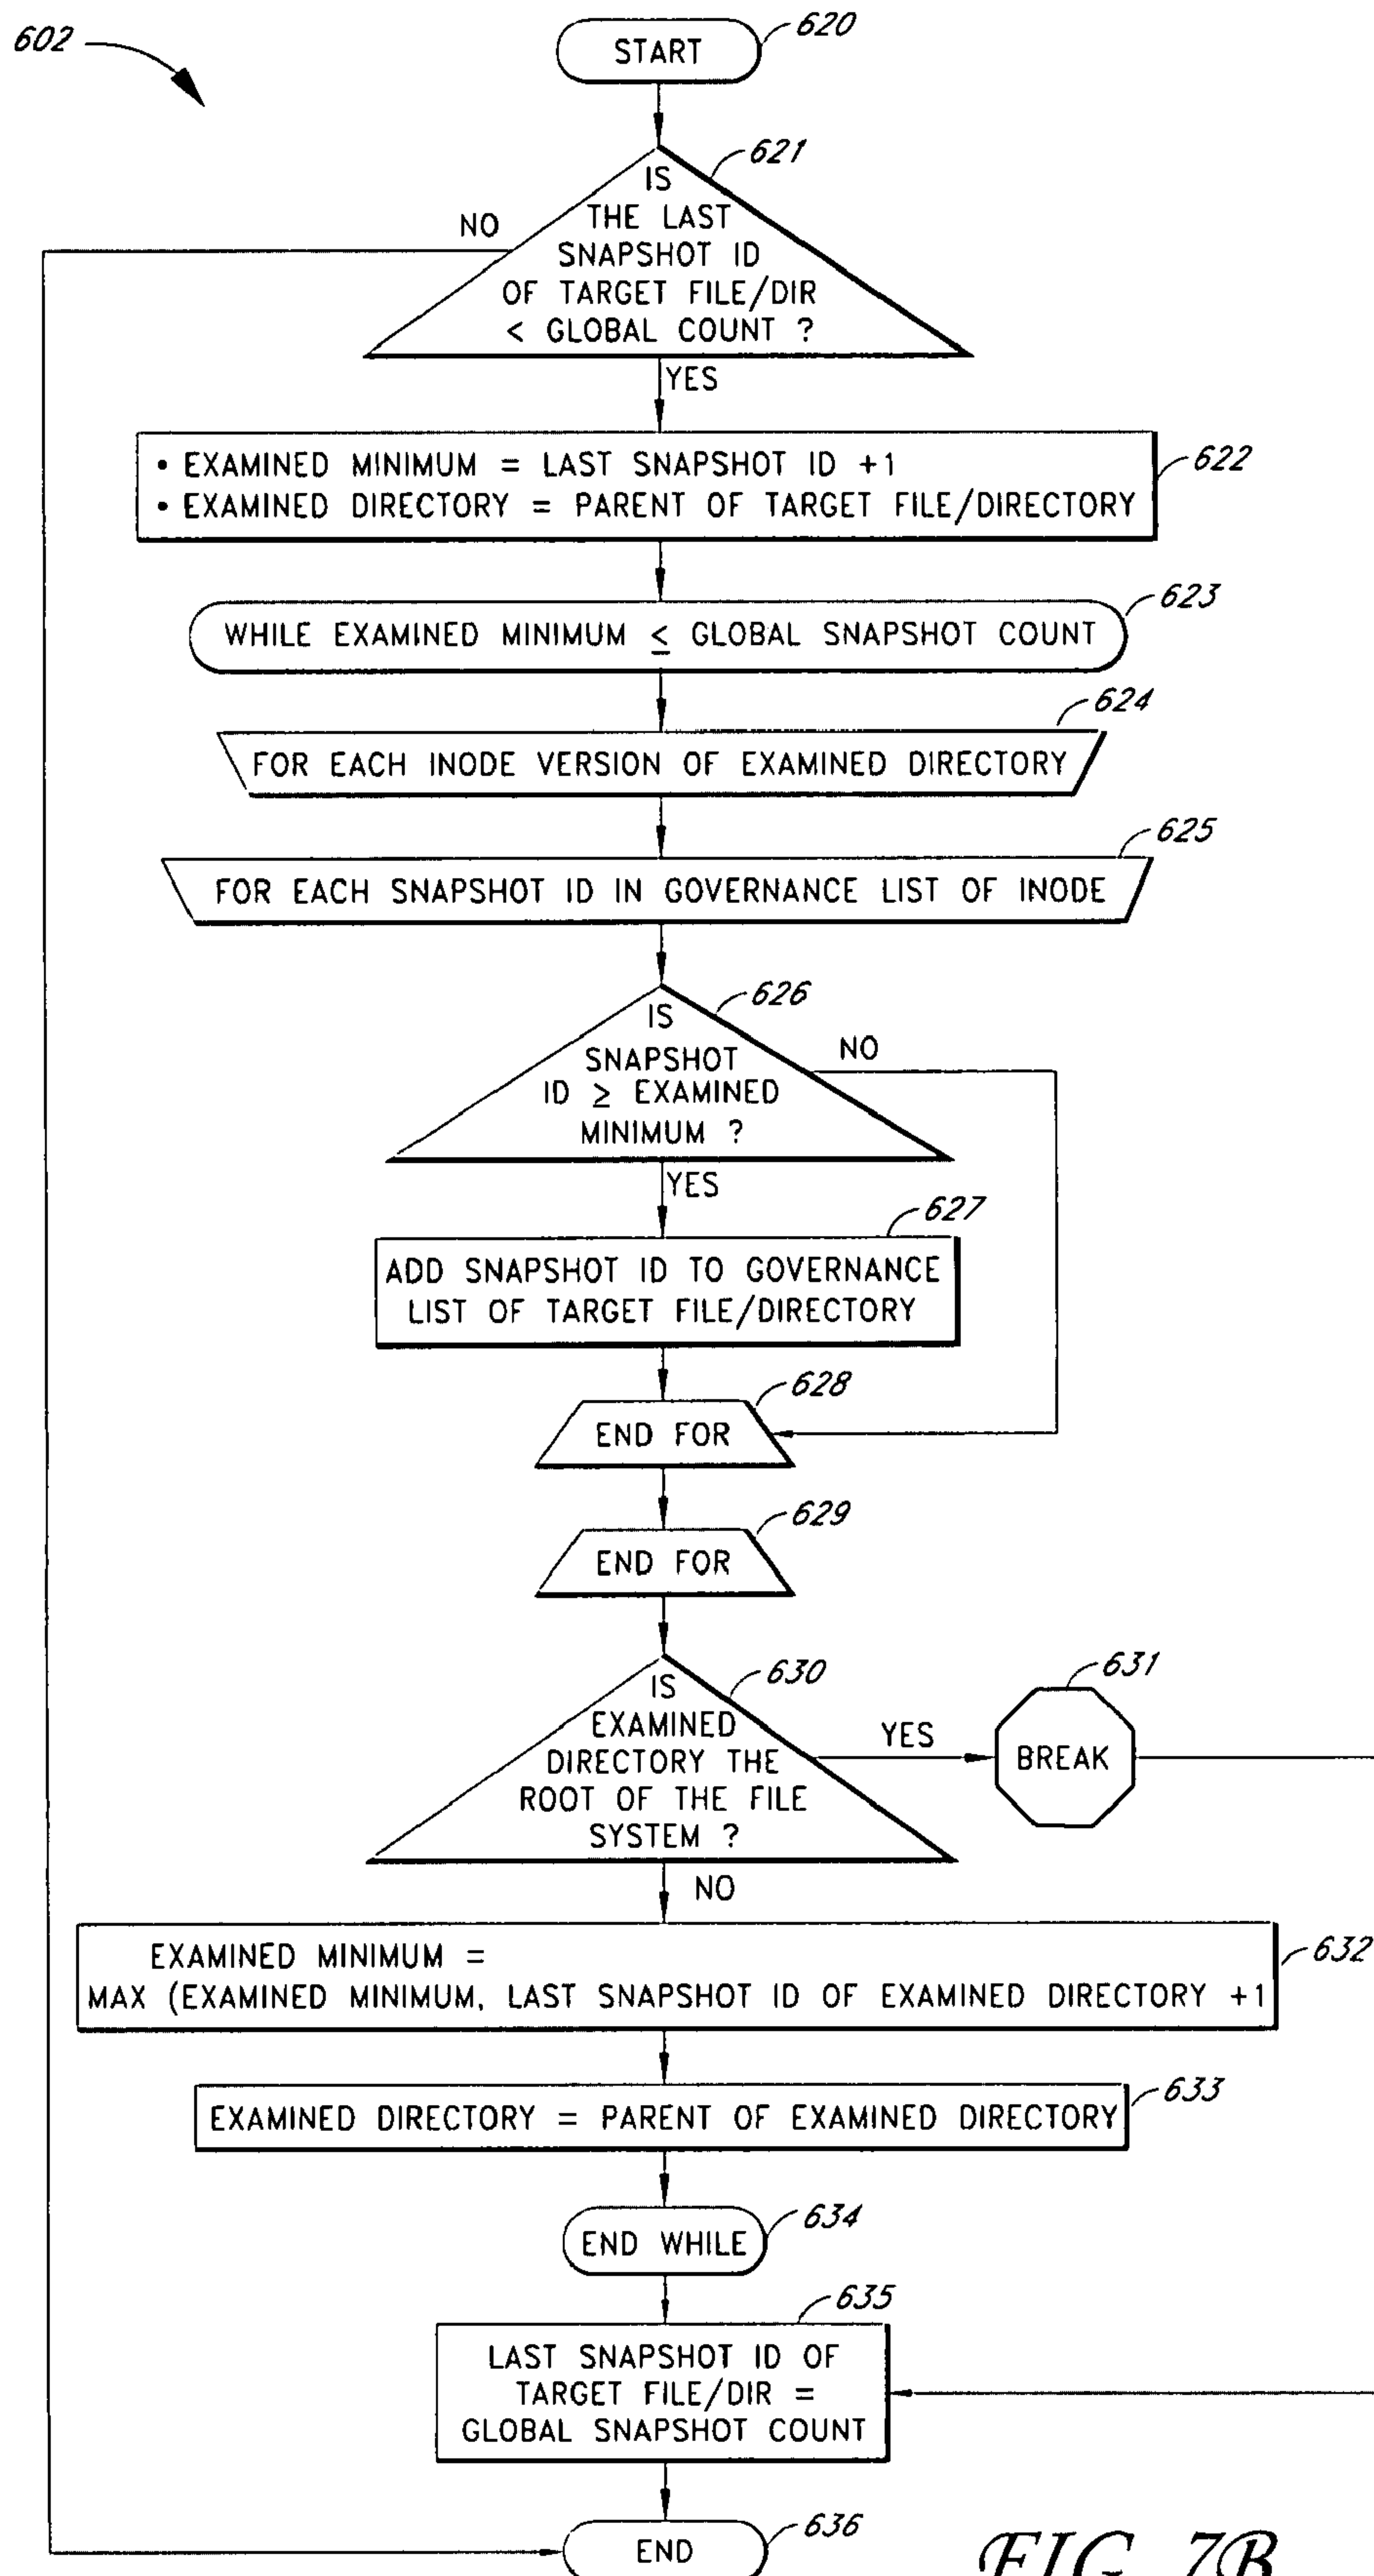 602
START
620
621
IS
THE LAST
SNAPSHOT ID
OF TARGET FILE/DIR
< GLOBAL COUNT ?
NO
YES
• EXAMINED MINIMUM = LAST SNAPSHOT ID +1
• EXAMINED DIRECTORY = PARENT OF TARGET FILE/DIRECTORY
622
WHILE EXAMINED MINIMUM ≤ GLOBAL SNAPSHOT COUNT
623
624
FOR EACH INODE VERSION OF EXAMINED DIRECTORY
625
FOR EACH SNAPSHOT ID IN GOVERNANCE LIST OF INODE
626
IS
SNAPSHOT
ID ≥ EXAMINED
MINIMUM ?
NO
YES
627
ADD SNAPSHOT ID TO GOVERNANCE
LIST OF TARGET FILE/DIRECTORY
628
END FOR
629
END FOR
630
IS
EXAMINED
DIRECTORY THE
ROOT OF THE FILE
SYSTEM ?
YES
631
BREAK
NO
EXAMINED MINIMUM =
MAX (EXAMINED MINIMUM, LAST SNAPSHOT ID OF EXAMINED DIRECTORY +1
632
EXAMINED DIRECTORY = PARENT OF EXAMINED DIRECTORY
633
END WHILE
634
635
LAST SNAPSHOT ID OF
TARGET FILE/DIR =
GLOBAL SNAPSHOT COUNT
END
636
FIG. 7B